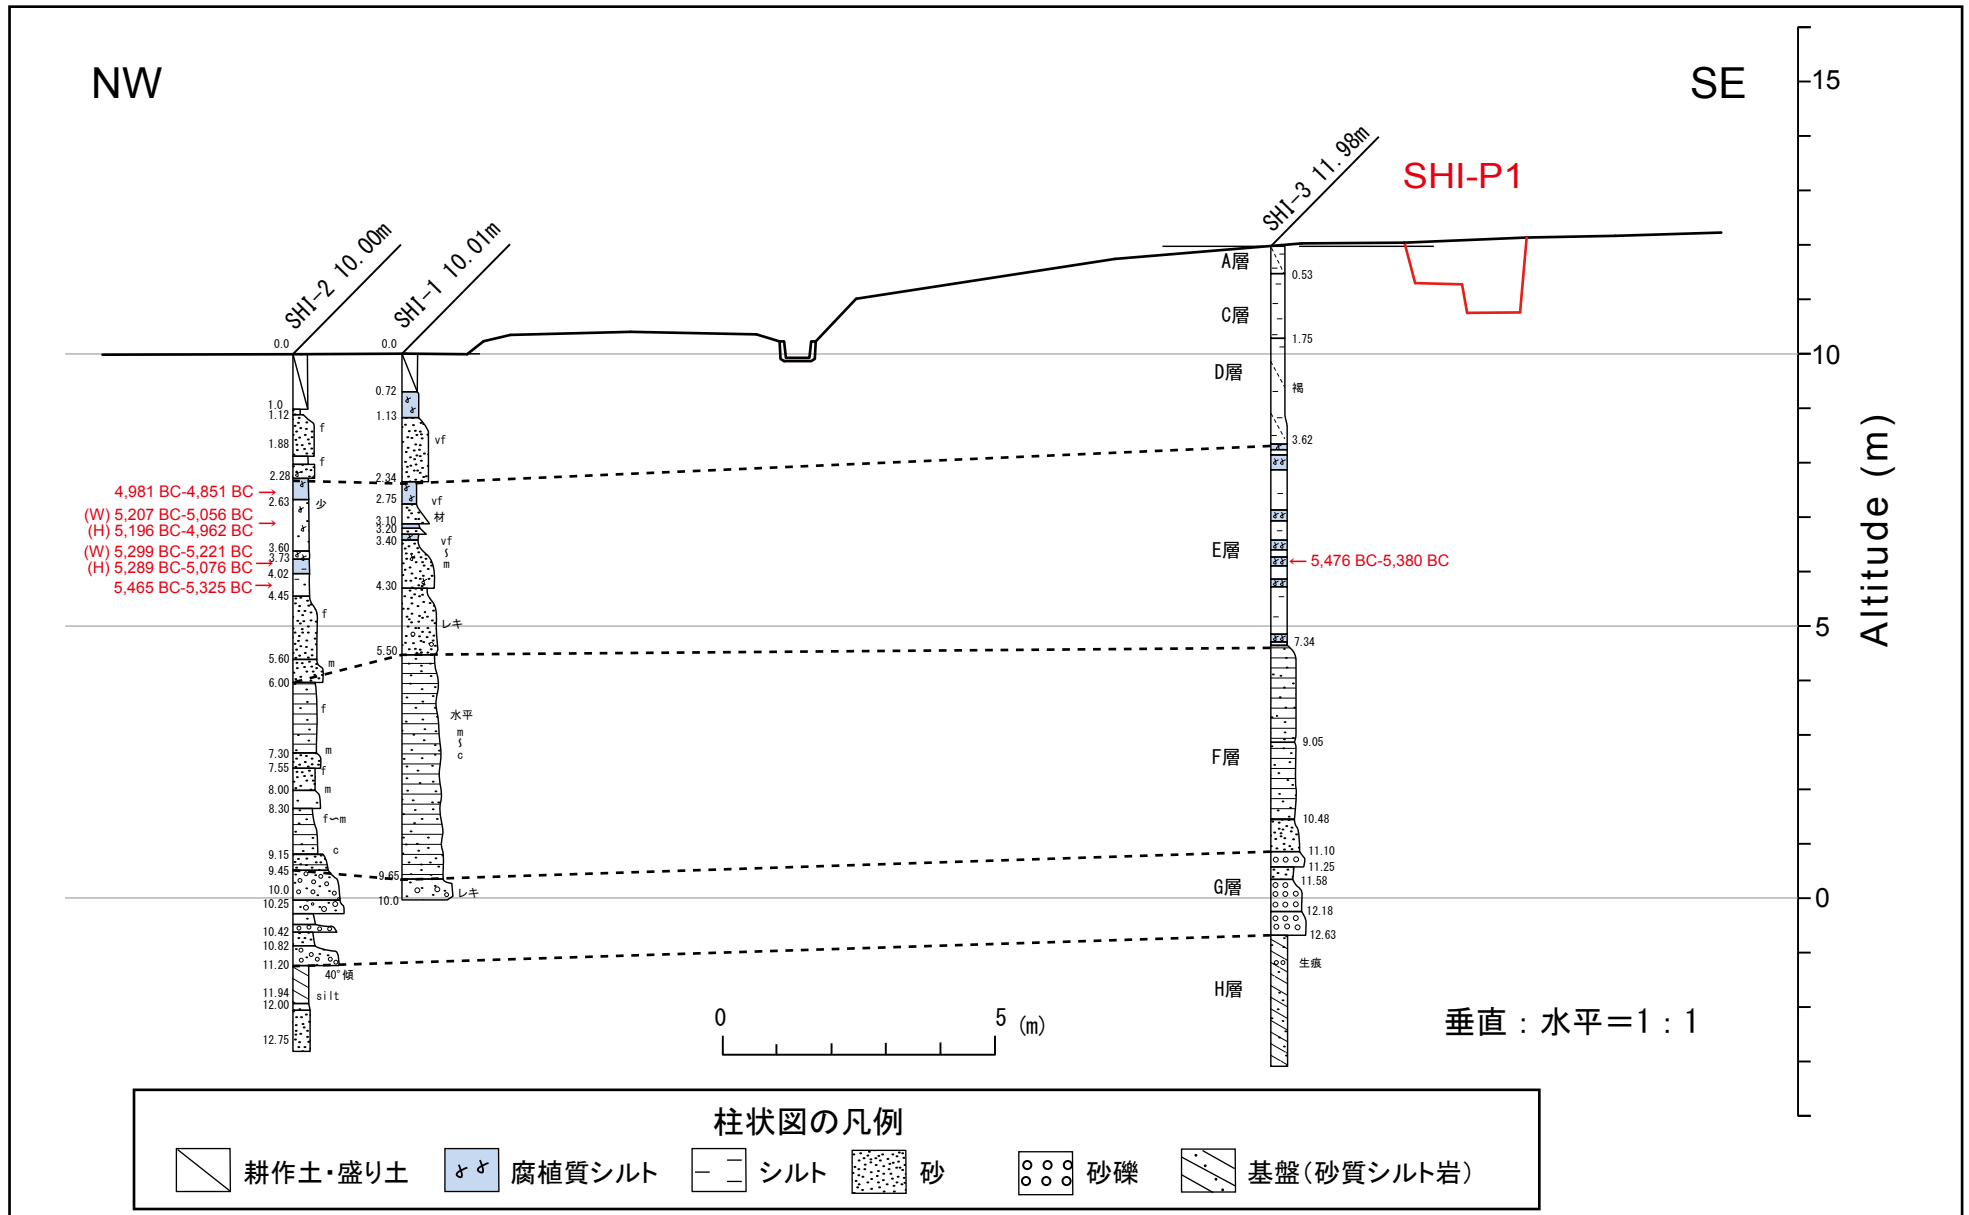 NW
SE
SHI-2 10.00m
SHI-1 10.01m
SHI-3 11.98m
SHI-P1
15
10
5
0
Altitude (m)
0.0
1.0
1.12
1.88
2.28
2.63
3.60
3.73
4.02
4.45
5.60
6.00
7.30
7.55
8.00
8.30
9.15
9.45
10.0
10.25
10.42
10.82
11.20
11.94
12.00
12.75
f
f
少
f
m
f
m
f
m
f~m
c
40°傾
silt
4,981 BC-4,851 BC →
(W) 5,207 BC-5,056 BC
→
(H) 5,196 BC-4,962 BC
(W) 5,299 BC-5,221 BC
→
(H) 5,289 BC-5,076 BC
5,465 BC-5,325 BC →
0.0
0.72
1.13
2.34
2.75
3.10
3.20
3.40
4.30
5.50
9.65
10.0
vf
vf
材
vf
~
m
レキ
水平
m
~
c
レキ
A層
C層
D層
E層
F層
G層
H層
0.53
1.75
褐
3.62
← 5,476 BC-5,380 BC
7.34
9.05
10.48
11.10
11.25
11.58
12.18
12.63
生痕
0 5 (m)
垂直：水平＝1：1
柱状図の凡例
耕作土・盛り土
腐植質シルト
シルト
砂
砂礫
基盤（砂質シルト岩）